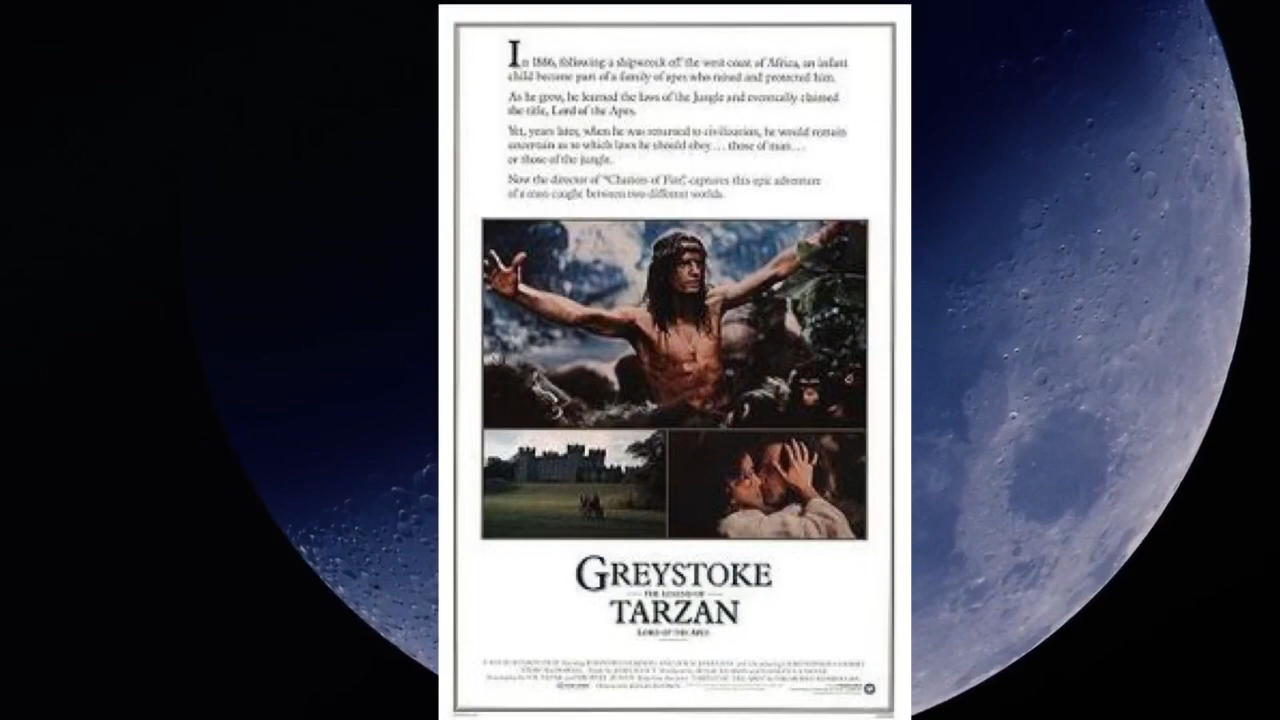 In 1886, following a shipwreck off the west coast of Africa, an infant
child became part of a family of apes who raised and protected him.
As he grew, he learned the laws of the Jungle and eventually claimed
the title, Lord of the Apes.
Yet, years later, when he was returned to civilization, he would remain
uncertain as to which laws he should obey... those of man...
or those of the jungle.
Now the director of "Chariots of Fire", captures this epic adventure
of a man caught between two different worlds.
GREYSTOKE
THE LEGEND OF
TARZAN
LORD OF THE APES